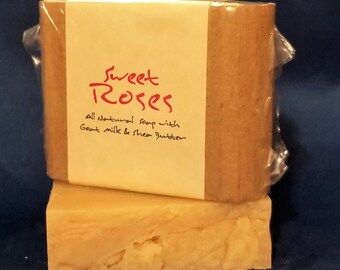 Sweet
Roses
All Natural Soap with
Goat Milk & Shea Butter